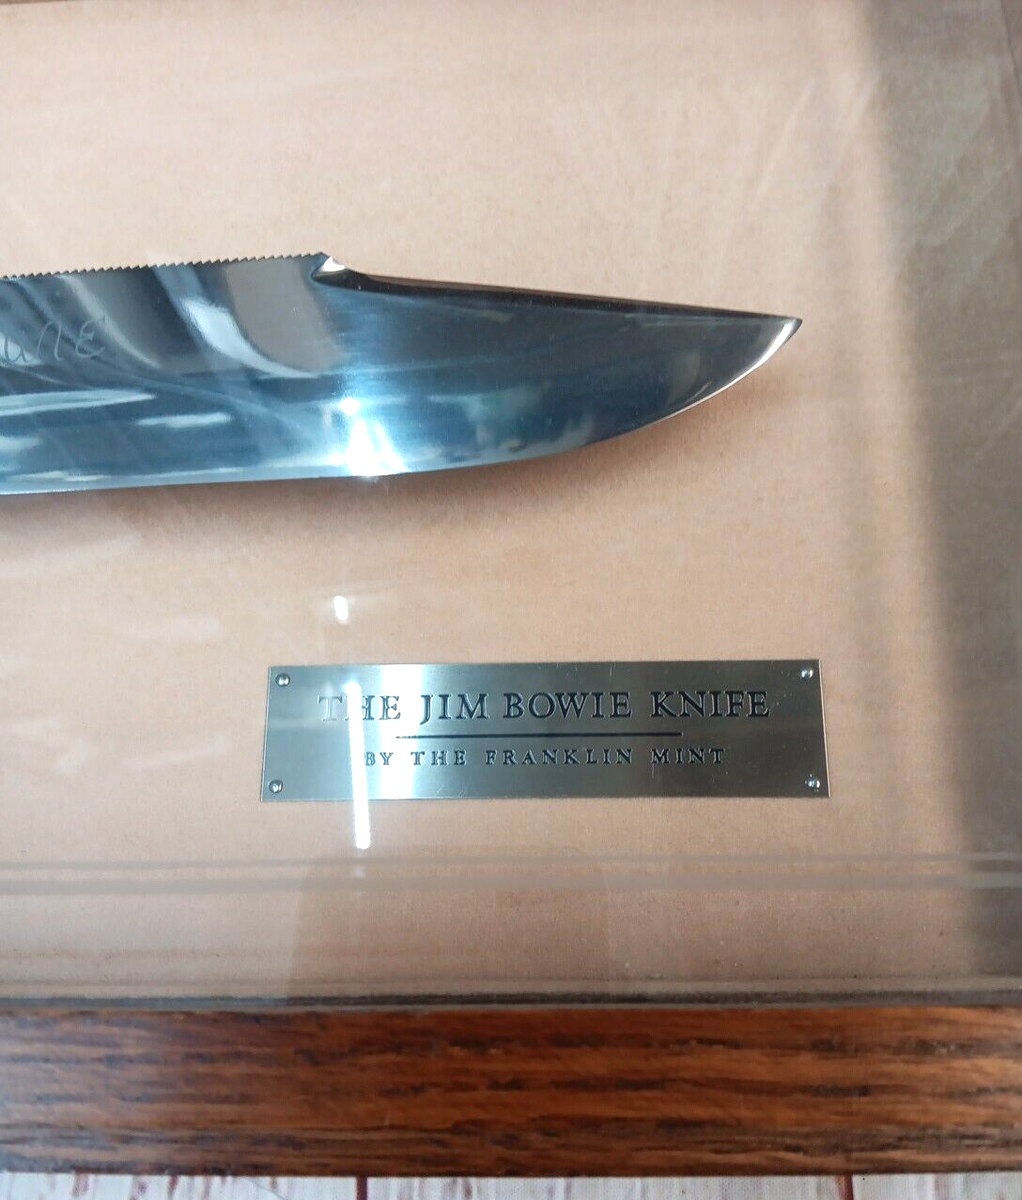 THE JIM BOWIE KNIFE
BY THE FRANKLIN MINT